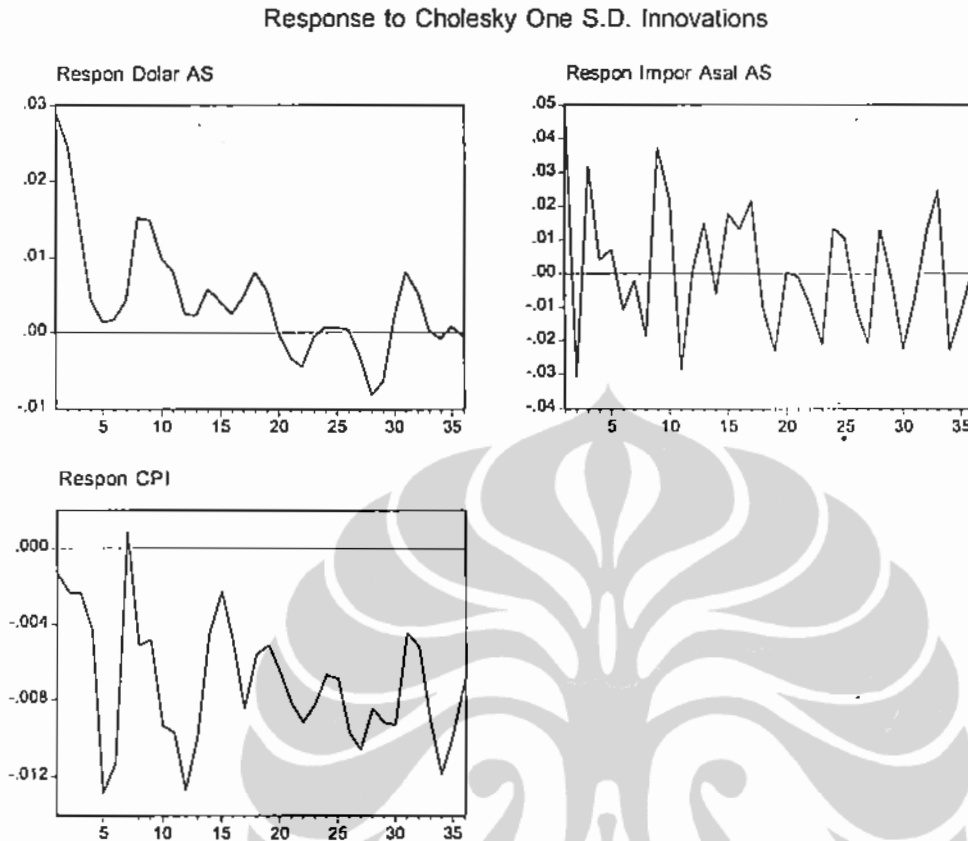 Response to Cholesky One S.D. Innovations
Respon Dolar AS
.03
.02
.01
.00
-.01
5 10 15 20 25 30 35
Respon Impor Asal AS
.05
.04
.03
.02
.01
.00
-.01
-.02
-.03
-.04
5 10 15 20 25 30 35
Respon CPI
.000
-.004
-.008
-.012
5 10 15 20 25 30 35